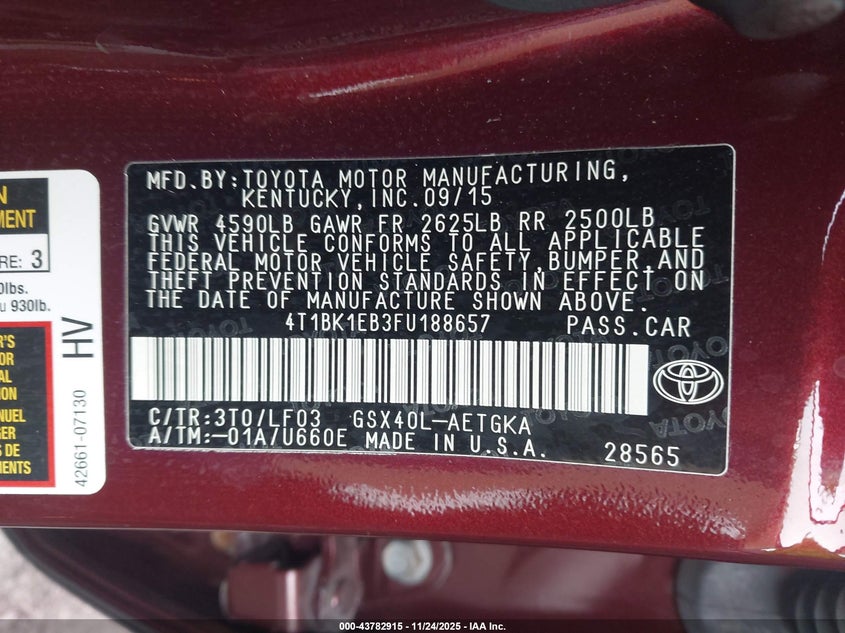 MFD.BY:TOYOTA MOTOR MANUFACTURING,
KENTUCKY, INC.09/15
GVWR 4590LB GAWR FR 2625LB RR 2500LB
THIS VEHICLE CONFORMS TO ALL APPLICABLE
FEDERAL MOTOR VEHICLE SAFETY,BUMPER,AND
THEFT PREVENTION STANDARDS IN EFFECT ON
THE DATE OF MANUFACTURE SHOWN ABOVE.
4T1BK1EB3FU188657 PASS.CAR
TOYOTA
C/TR:3T0/LF03 GSX40L-AETGKA
A/TM:-01A/U660E MADE IN U.S.A. 28565
RE: 3
lbs.
930lb.
HV
42661-07130
000-43782915 - 11/24/2025 - IAA Inc.